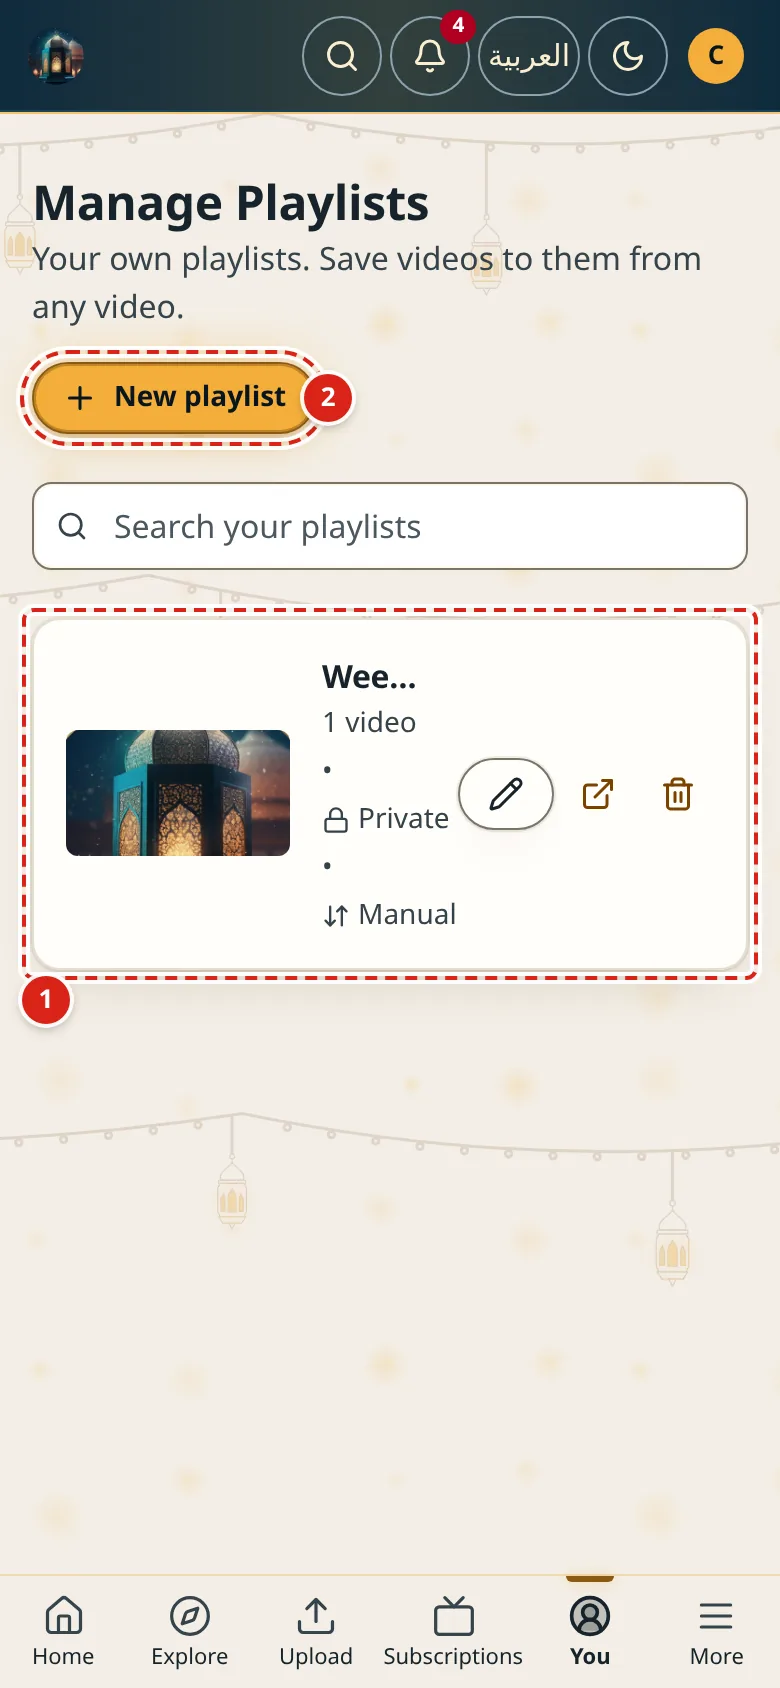 4
العربية
C
Manage Playlists
Your own playlists. Save videos to them from
any video.
New playlist
2
Search your playlists
Wee...
1 video
•
Private
•
Manual
1
Home
Explore
Upload
Subscriptions
You
More